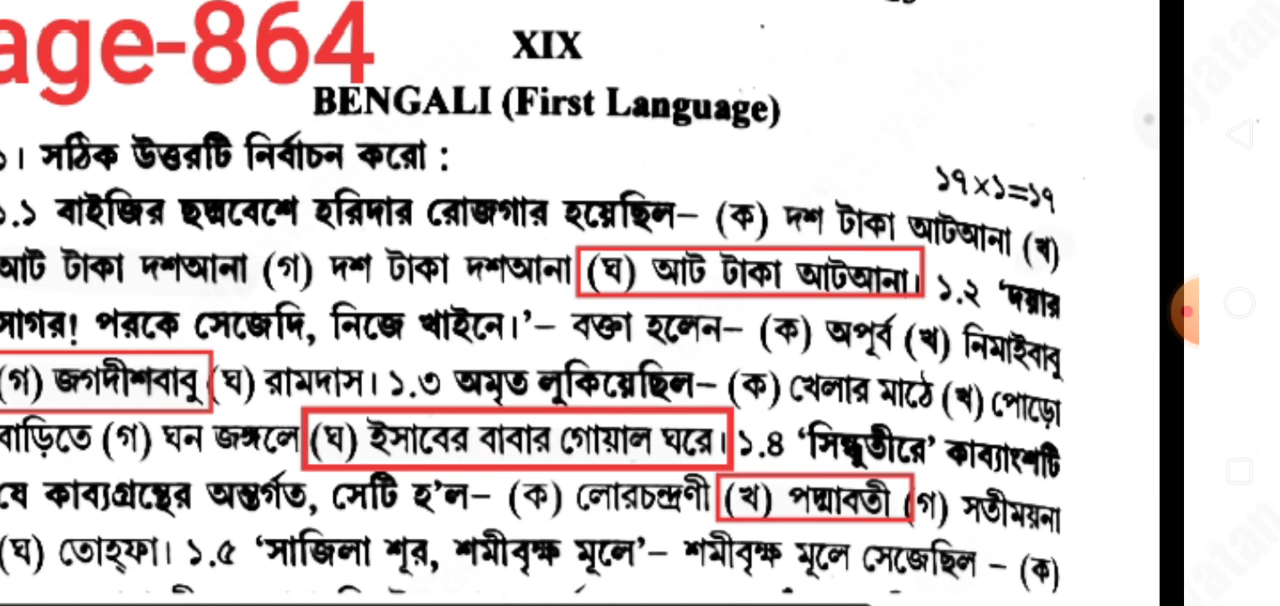 age-864
XIX
BENGALI (First Language)
১। সঠিক উত্তরটি নির্বাচন করো :
১৭×১=১৭
১.১ বাইজির ছদ্মবেশে হরিদার রোজগার হয়েছিল– (ক) দশ টাকা আটআনা (খ)
আট টাকা দশআনা (গ) দশ টাকা দশআনা (ঘ) আট টাকা আটআনা। ১.২ ‘দয়ার
সাগর! পরকে সেজেদি, নিজে খাইনে।’– বক্তা হলেন– (ক) অপূর্ব (খ) নিমাইবাবু
(গ) জগদীশবাবু (ঘ) রামদাস। ১.৩ অমৃত লুকিয়েছিল– (ক) খেলার মাঠে (খ) পোড়ো
বাড়িতে (গ) ঘন জঙ্গলে (ঘ) ইসাবের বাবার গোয়াল ঘরে। ১.৪ ‘সিন্ধুতীরে’ কাব্যাংশটি
যে কাব্যগ্রন্থের অন্তর্গত, সেটি হ’ল– (ক) লোরচন্দ্রণী (খ) পদ্মাবতী (গ) সতীময়না
(ঘ) তোহ্ফা। ১.৫ ‘সাজিলা শূর, শমীবৃক্ষ মূলে’– শমীবৃক্ষ মূলে সেজেছিল – (ক)